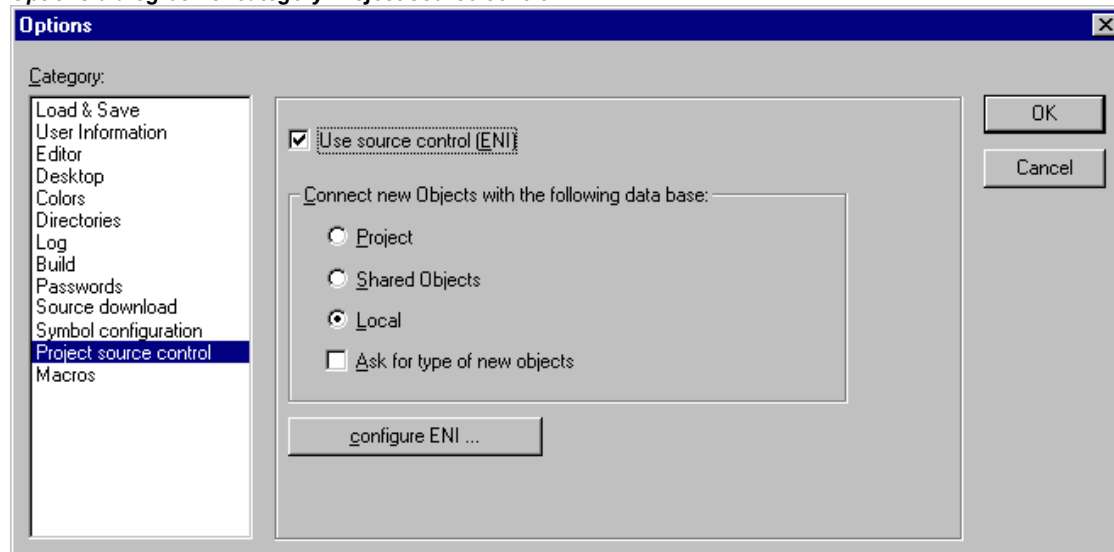 Options
Category:
Load & Save
User Information
Editor
Desktop
Colors
Directories
Log
Build
Passwords
Source download
Symbol configuration
Project source control
Macros
Use source control (ENI)
Connect new Objects with the following data base:
Project
Shared Objects
Local
Ask for type of new objects
configure ENI ...
OK
Cancel